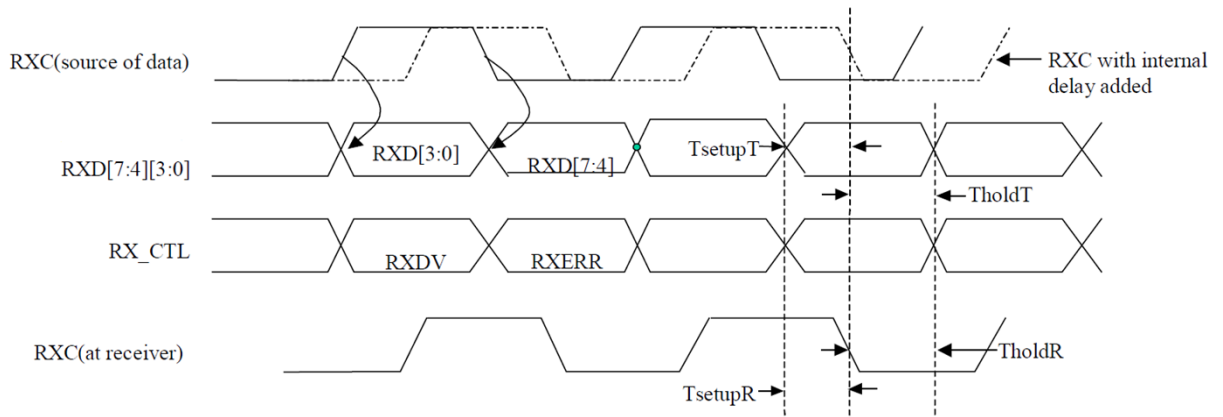 RXC(source of data)
RXC with internal
delay added
RXD[3:0]
RXD[7:4]
TsetupT
RXD[7:4][3:0]
TholdT
RX_CTL
RXDV
RXERR
RXC(at receiver)
TholdR
TsetupR